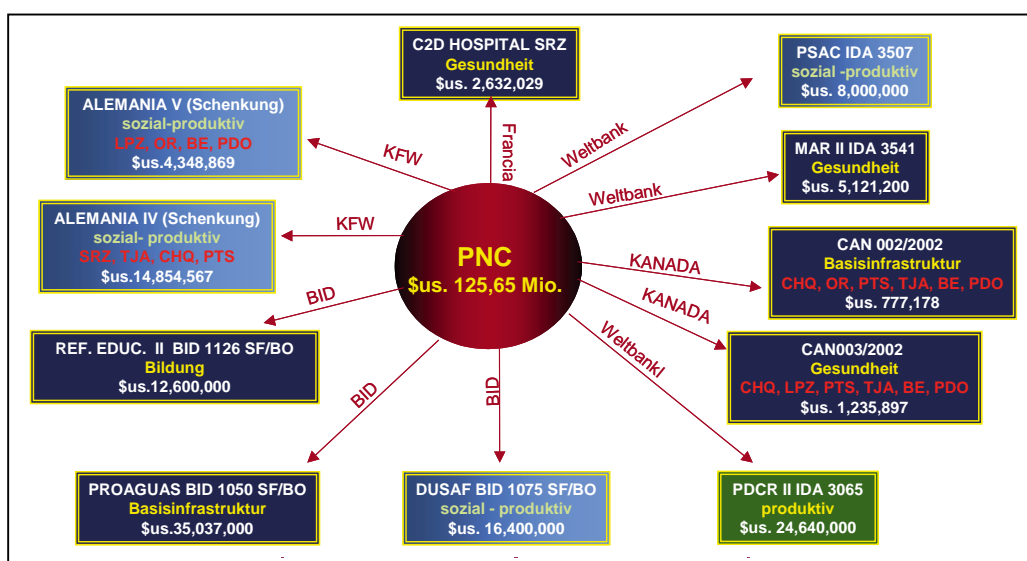 C2D HOSPITAL SRZ
Gesundheit
$us. 2,632,029
PSAC IDA 3507
sozial -produktiv
$us. 8,000,000
ALEMANIA V (Schenkung)
sozial-produktiv
LPZ, OR, BE, PDO
$us.4,348,869
KFW
Francia
Weltbank
MAR II IDA 3541
Gesundheit
$us. 5,121,200
Weltbank
ALEMANIA IV (Schenkung)
sozial- produktiv
SRZ, TJA, CHQ, PTS
$us.14,854,567
KFW
PNC
$us. 125,65 Mio.
KANADA
CAN 002/2002
Basisinfrastruktur
CHQ, OR, PTS, TJA, BE, PDO
$us. 777,178
BID
KANADA
REF. EDUC. II BID 1126 SF/BO
Bildung
$us.12,600,000
CAN003/2002
Gesundheit
CHQ, LPZ, PTS, TJA, BE, PDO
$us. 1,235,897
BID
BID
Weltbankl
PROAGUAS BID 1050 SF/BO
Basisinfrastruktur
$us.35,037,000
DUSAF BID 1075 SF/BO
sozial - produktiv
$us. 16,400,000
PDCR II IDA 3065
produktiv
$us. 24,640,000